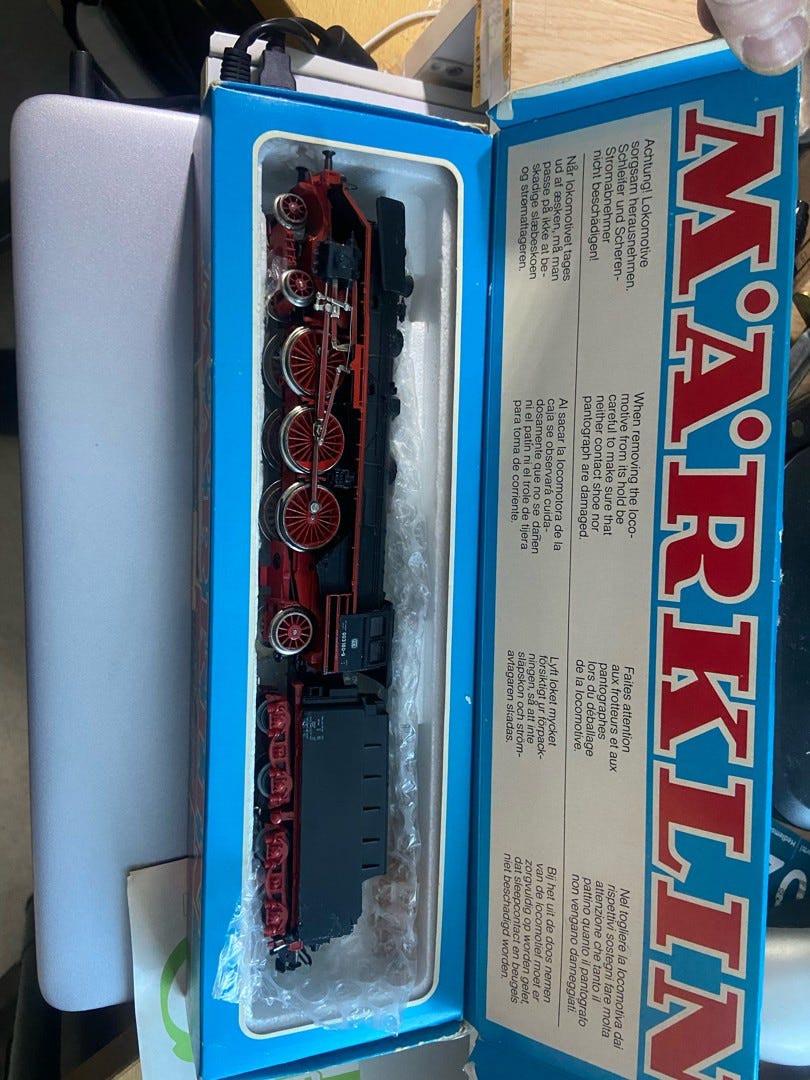 MÄRKLIN
Achtung! Lokomotive
sorgsam herausnehmen.
Schleifer und Scheren-
Stromabnehmer
nicht beschädigen!
When removing the loco-
motive from its hold be
careful to make sure that
neither contact shoe nor
pantograph are damaged.
Faites attention
aux frotteurs et aux
pantographes
lors du déballage
de la locomotive.
Nel togliere la locomotiva dai
rispettivi sostegni fare molta
attenzione che tanto il
pattino quanto il pantografo
non vengano danneggiati.
Når lokomotivet tages
ud af æsken, må man
passe på ikke at be-
skadige slæbeskoen
og strømaftageren.
Al sacar la locomotora de la
caja se observará cuida-
dosamente que no se dañen
ni el patín ni el trole de tijera
para toma de corriente.
Lyft loket mycket
försiktigt ur förpack-
ningen, så att inte
släpskon och ström-
avtagaren skadas.
Bij het uit de doos nemen
van de locomotief moet er
zorgvuldig op worden gelet,
dat sleepcontact en beugels
niet beschadigd worden.
003160-9